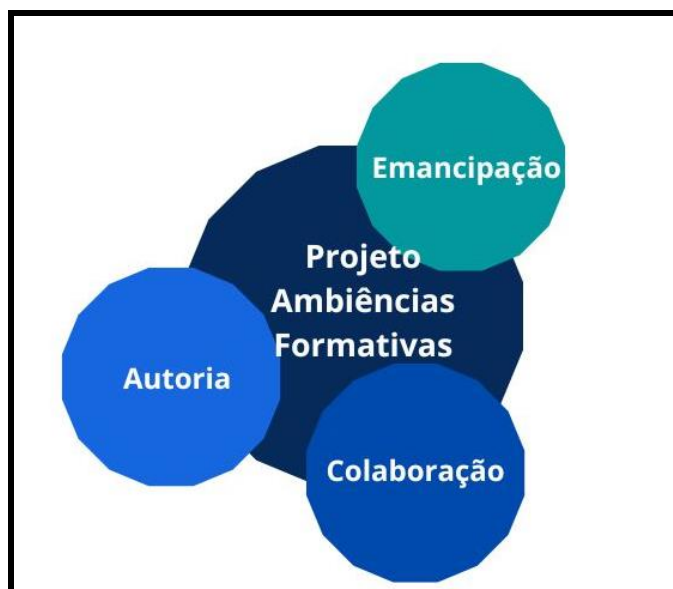 Emancipação
Projeto
Ambiências
Formativas
Autoria
Colaboração